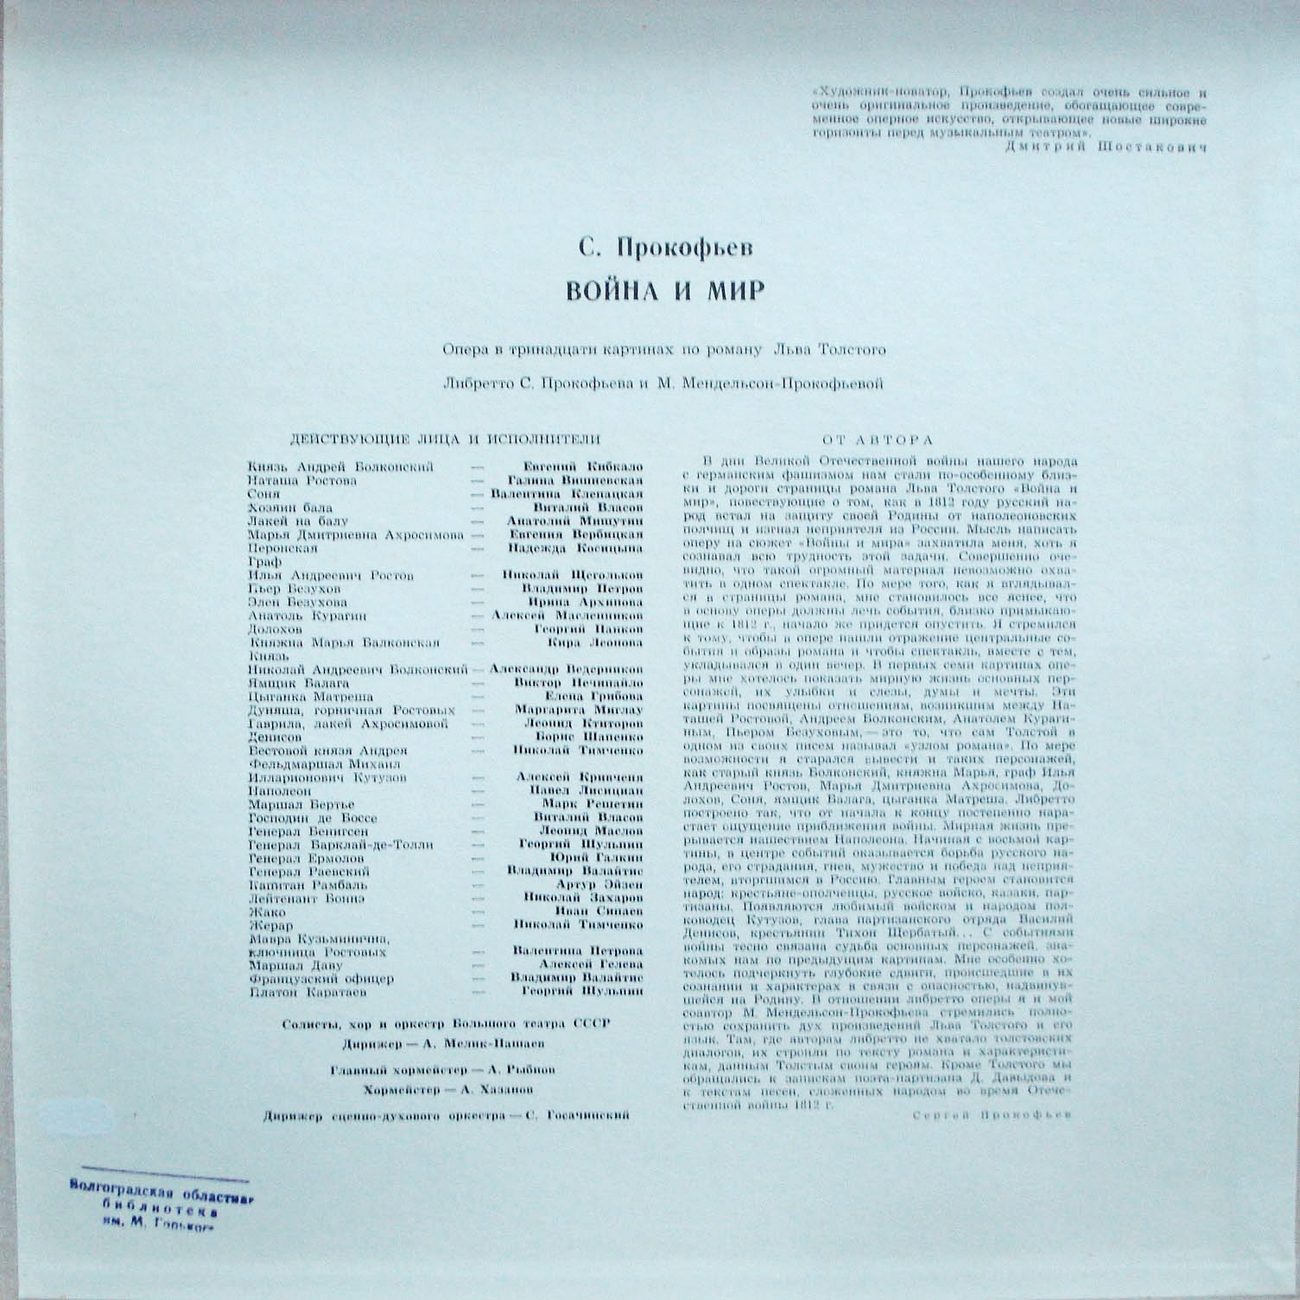 «Художник-новатор, Прокофьев создал очень сильное и
очень оригинальное произведение, обогащающее совре-
менное оперное искусство, открывающее новые широкие
горизонты перед музыкальным театром».
Дмитрий Шостакович
С. Прокофьев
ВОЙНА И МИР
Опера в тринадцати картинах по роману Льва Толстого
Либретто С. Прокофьева и М. Мендельсон-Прокофьевой
ДЕЙСТВУЮЩИЕ ЛИЦА И ИСПОЛНИТЕЛИ
Князь Андрей Волконский — Евгений Кибкало
Наташа Ростова — Галина Вишневская
Соня — Валентина Клепацкая
Хозяин бала — Виталий Власов
Лакей на балу — Анатолий Мишутин
Марья Дмитриевна Ахросимова — Евгения Вербицкая
Перонская — Надежда Косицына
Граф
Илья Андреевич Ростов — Николай Щегольков
Пьер Безухов — Владимир Петров
Элен Безухова — Ирина Архипова
Анатоль Курагин — Алексей Масленников
Долохов — Георгий Панков
Княжна Марья Валконская — Кира Леонова
Князь
Николай Андреевич Волконский — Александр Ведерников
Ямщик Балага — Виктор Нечипайло
Цыганка Матреша — Елена Грибова
Дуняша, горничная Ростовых — Маргарита Миглау
Гаврила, лакей Ахросимовой — Леонид Ктиторов
Денисов — Борис Шапенко
Вестовой князя Андрея — Николай Тимченко
Фельдмаршал Михаил
Илларионович Кутузов — Алексей Кривченя
Наполеон — Павел Лисициан
Маршал Бертье — Марк Решетин
Господин де Боссе — Виталий Власов
Генерал Бенигсен — Леонид Маслов
Генерал Барклай-де-Толли — Георгий Шульпин
Генерал Ермолов — Юрий Галкин
Генерал Раевский — Владимир Валайтис
Капитан Рамбаль — Артур Эйзен
Лейтенант Бонне — Николай Захаров
Жако — Иван Сипаев
Жерар — Николай Тимченко
Мавра Кузьминична,
ключница Ростовых — Валентина Петрова
Маршал Даву — Алексей Гелева
Французский офицер — Владимир Валайтис
Платон Каратаев — Георгий Шульпин
Солисты, хор и оркестр Большого театра СССР
Дирижер — А. Мелик-Пашаев
Главный хормейстер — А. Рыбнов
Хормейстер — А. Хазанов
Дирижер сценно-духового оркестра — С. Госачинский
ОТ АВТОРА
В дни Великой Отечественной войны нашего народа
с германским фашизмом нам стали по-особенному близ-
ки и дороги страницы романа Льва Толстого «Война и
мир», повествующие о том, как в 1812 году русский на-
род встал на защиту своей Родины от наполеоновских
полчищ и изгнал неприятеля из России. Мысль написать
оперу на сюжет «Войны и мира» захватила меня, хоть я
сознавал всю трудность этой задачи. Совершенно оче-
видно, что такой огромный материал невозможно охва-
тить в одном спектакле. По мере того, как я вглядывал-
ся в страницы романа, мне становилось все яснее, что
в основу оперы должны лечь события, близко примыкаю-
щие к 1812 г., начало же придется опустить. Я стремился
к тому, чтобы в опере нашли отражение центральные со-
бытия и образы романа и чтобы спектакль, вместе с тем,
укладывался в один вечер. В первых семи картинах опе-
ры мне хотелось показать мирную жизнь основных пер-
сонажей, их улыбки и слезы, думы и мечты. Эти
картины посвящены отношениям, возникшим между На-
ташей Ростовой, Андреем Волконским, Анатолем Кураги-
ным, Пьером Безуховым, — это то, что сам Толстой в
одном из своих писем называл «узлом романа». По мере
возможности я старался вывести и таких персонажей,
как старый князь Волконский, княжна Марья, граф Илья
Андреевич Ростов, Марья Дмитриевна Ахросимова, До-
лохов, Соня, ямщик Балага, цыганка Матреша. Либретто
построено так, что от начала к концу постепенно нара-
стает ощущение приближения войны. Мирная жизнь пре-
рывается нашествием Наполеона. Начиная с восьмой кар-
тины, в центре событий оказывается борьба русского на-
рода, его страдания, гнев, мужество и победа над неприя-
телем, вторгшимся в Россию. Главным героем становится
народ: крестьяне-ополченцы, русское войско, казаки, пар-
тизаны. Появляются любимый войском и народом пол-
ководец Кутузов, глава партизанского отряда Василий
Денисов, крестьянин Тихон Щербатый... С событиями
войны тесно связана судьба основных персонажей, зна-
комых нам по предыдущим картинам. Мне особенно хо-
телось подчеркнуть глубокие сдвиги, происшедшие в их
сознании и характерах в связи с опасностью, надвинув-
шейся на Родину. В отношении либретто оперы я и мой
соавтор М. Мендельсон-Прокофьева стремились полно-
стью сохранить дух произведений Льва Толстого и его
язык. Там, где авторам либретто не хватало толстовских
диалогов, их строили по тексту романа и характеристи-
кам, данным Толстым своим героям. Кроме Толстого мы
обращались к запискам поэта-партизана Д. Давыдова и
к текстам песен, сложенных народом во время Отече-
ственной войны 1812 г.
Сергей Прокофьев
Волгоградская областная
библиотека
им. М. Горького